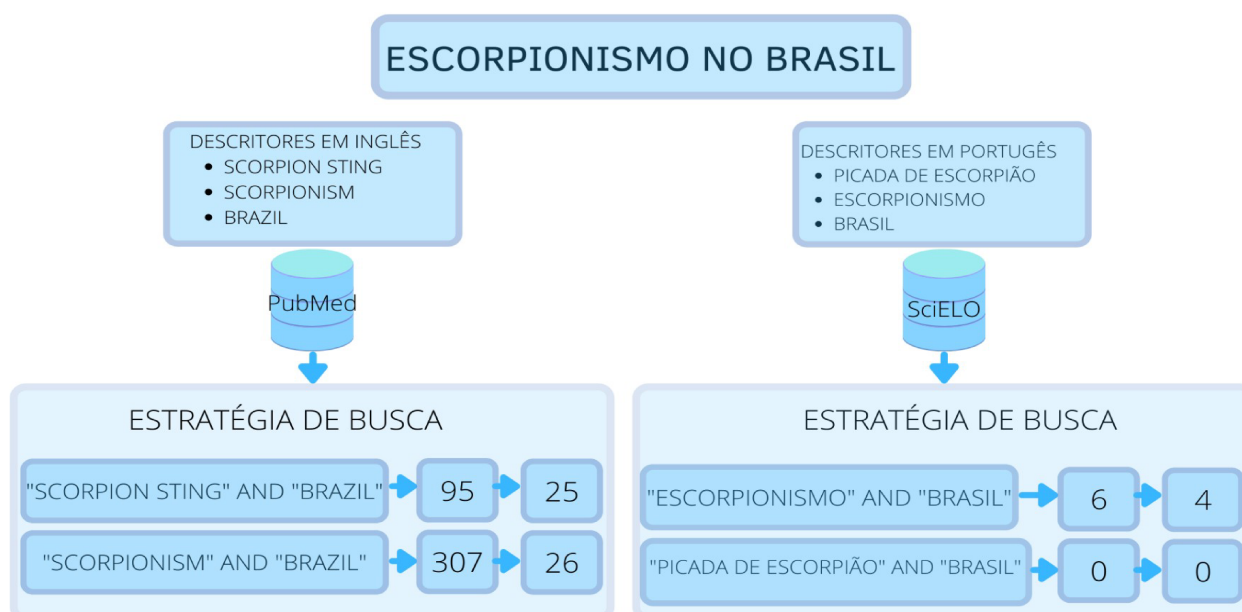 ESCORPIONISMO NO BRASIL
DESCRITORES EM INGLÊS
• SCORPION STING
• SCORPIONISM
• BRAZIL
PubMed
ESTRATÉGIA DE BUSCA
"SCORPION STING" AND "BRAZIL" 95 25
"SCORPIONISM" AND "BRAZIL" 307 26
DESCRITORES EM PORTUGÊS
• PICADA DE ESCORPIÃO
• ESCORPIONISMO
• BRASIL
SciELO
ESTRATÉGIA DE BUSCA
"ESCORPIONISMO" AND "BRASIL" 6 4
"PICADA DE ESCORPIÃO" AND "BRASIL" 0 0